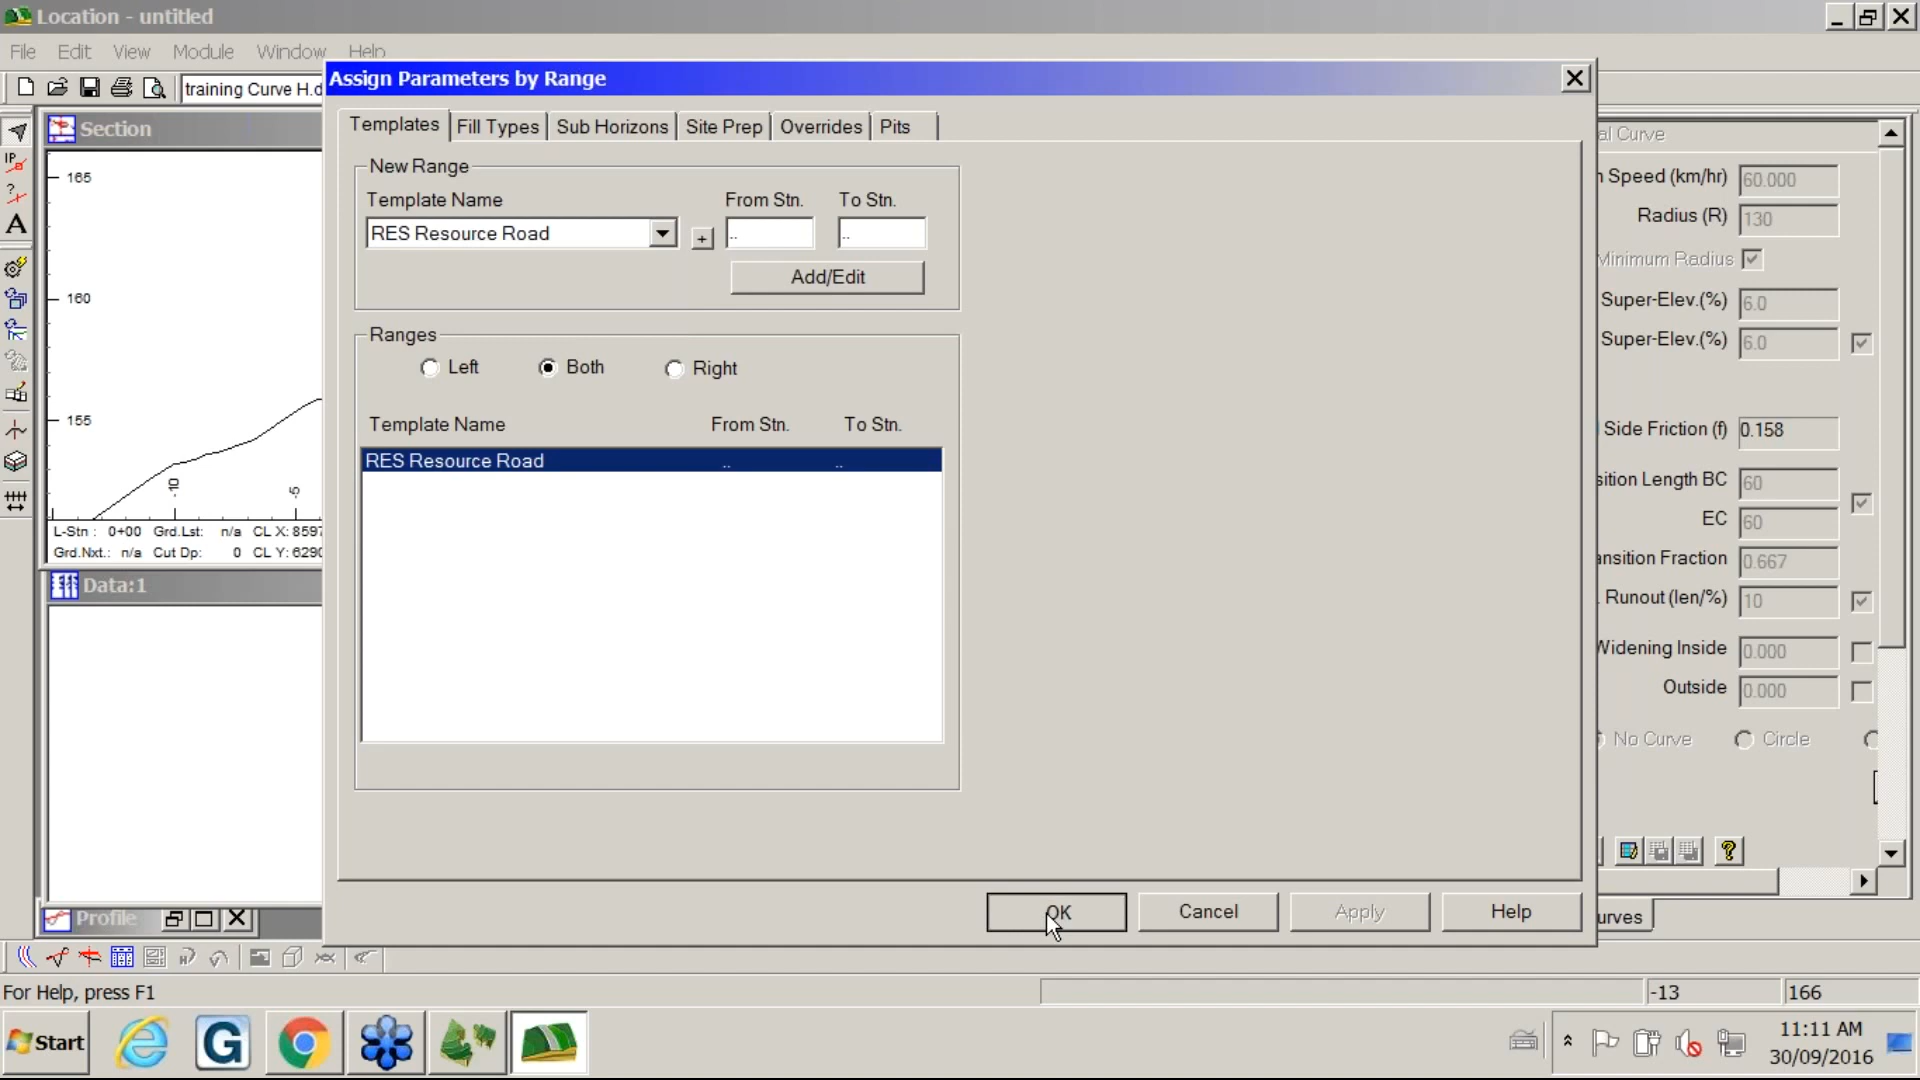 Location - untitled
File Edit View Module Window Help
training Curve H.d
Assign Parameters by Range
Templates Fill Types Sub Horizons Site Prep Overrides Pits
New Range
Template Name From Stn. To Stn.
RES Resource Road + .. ..
Add/Edit
Ranges
Left Both Right
Template Name From Stn. To Stn.
RES Resource Road .. ..
OK Cancel Apply Help
Section
165
160
155
-10 -5
L-Stn : 0+00 Grd.Lst: n/a CL X: 8597
Grd.Nxt.: n/a Cut Dp: 0 CL Y: 6290
Data:1
Profile
al Curve
n Speed (km/hr) 60.000
Radius (R) 130
Minimum Radius
Super-Elev.(%) 6.0
Super-Elev.(%) 6.0
Side Friction (f) 0.158
sition Length BC 60
EC 60
ansition Fraction 0.667
. Runout (len/%) 10
Widening Inside 0.000
Outside 0.000
No Curve Circle
urves
For Help, press F1
-13 166
Start
11:11 AM
30/09/2016